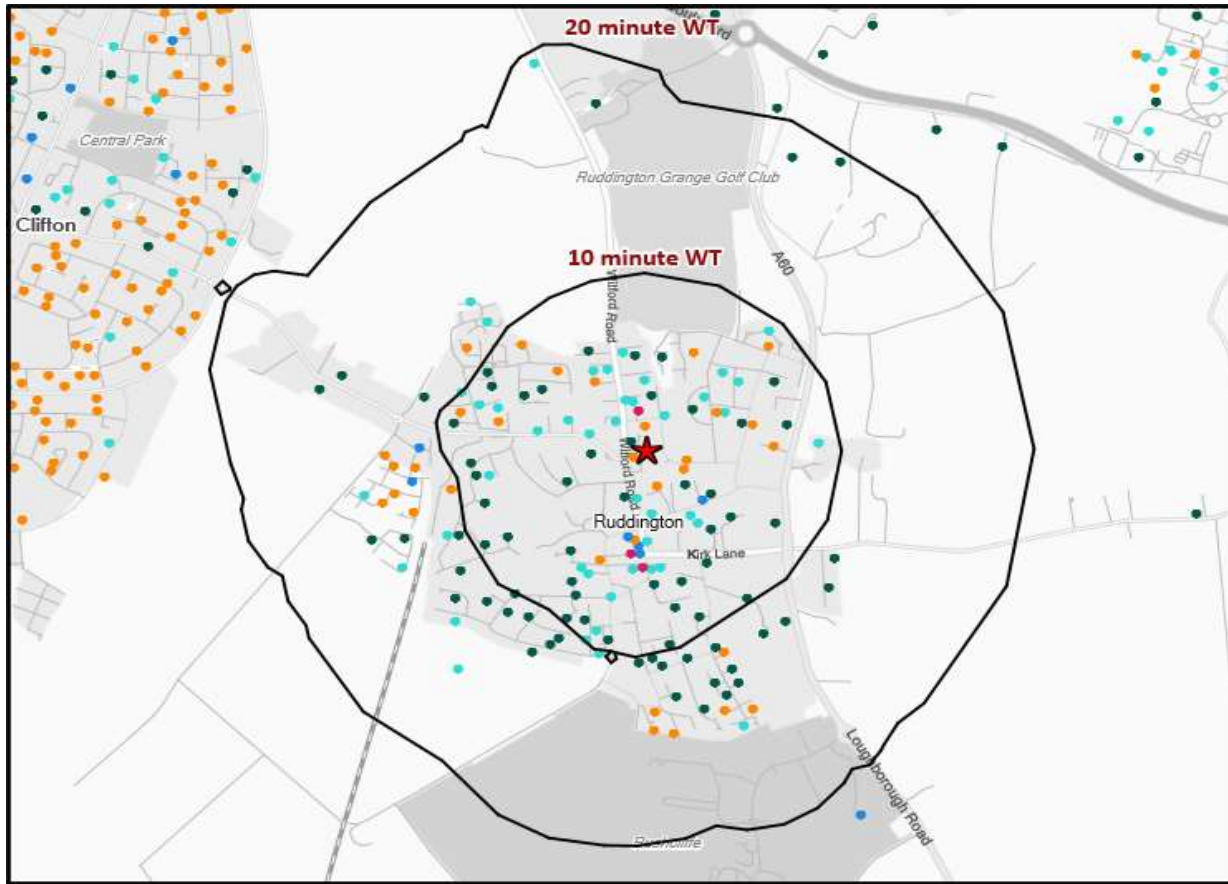 20 minute WT
Central Park
Ruddington Grange Golf Club
Clifton
10 minute WT
A60
Wilford Road
Wilford Road
Ruddington
Kirk Lane
Loughborough Road